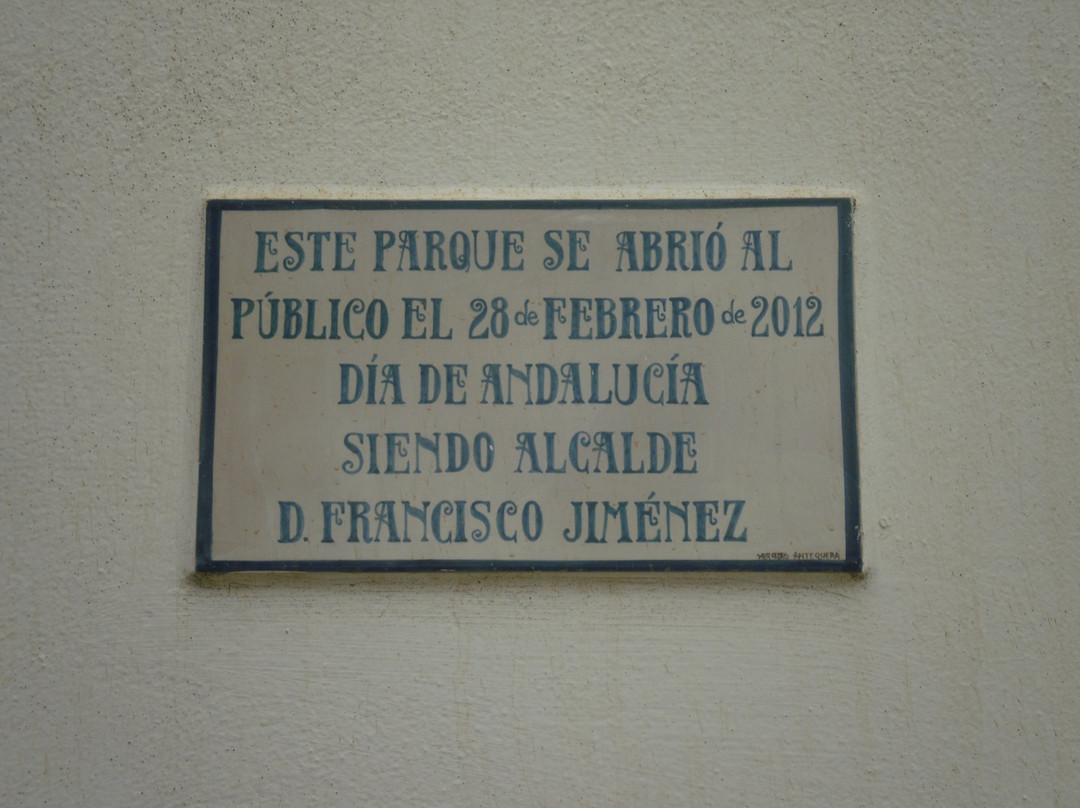 ESTE PARQUE SE ABRIÓ AL
PÚBLICO EL 28 de FEBRERO de 2012
DÍA DE ANDALUCÍA
SIENDO ALCALDE
D. FRANCISCO JIMÉNEZ
ANTEQUERA